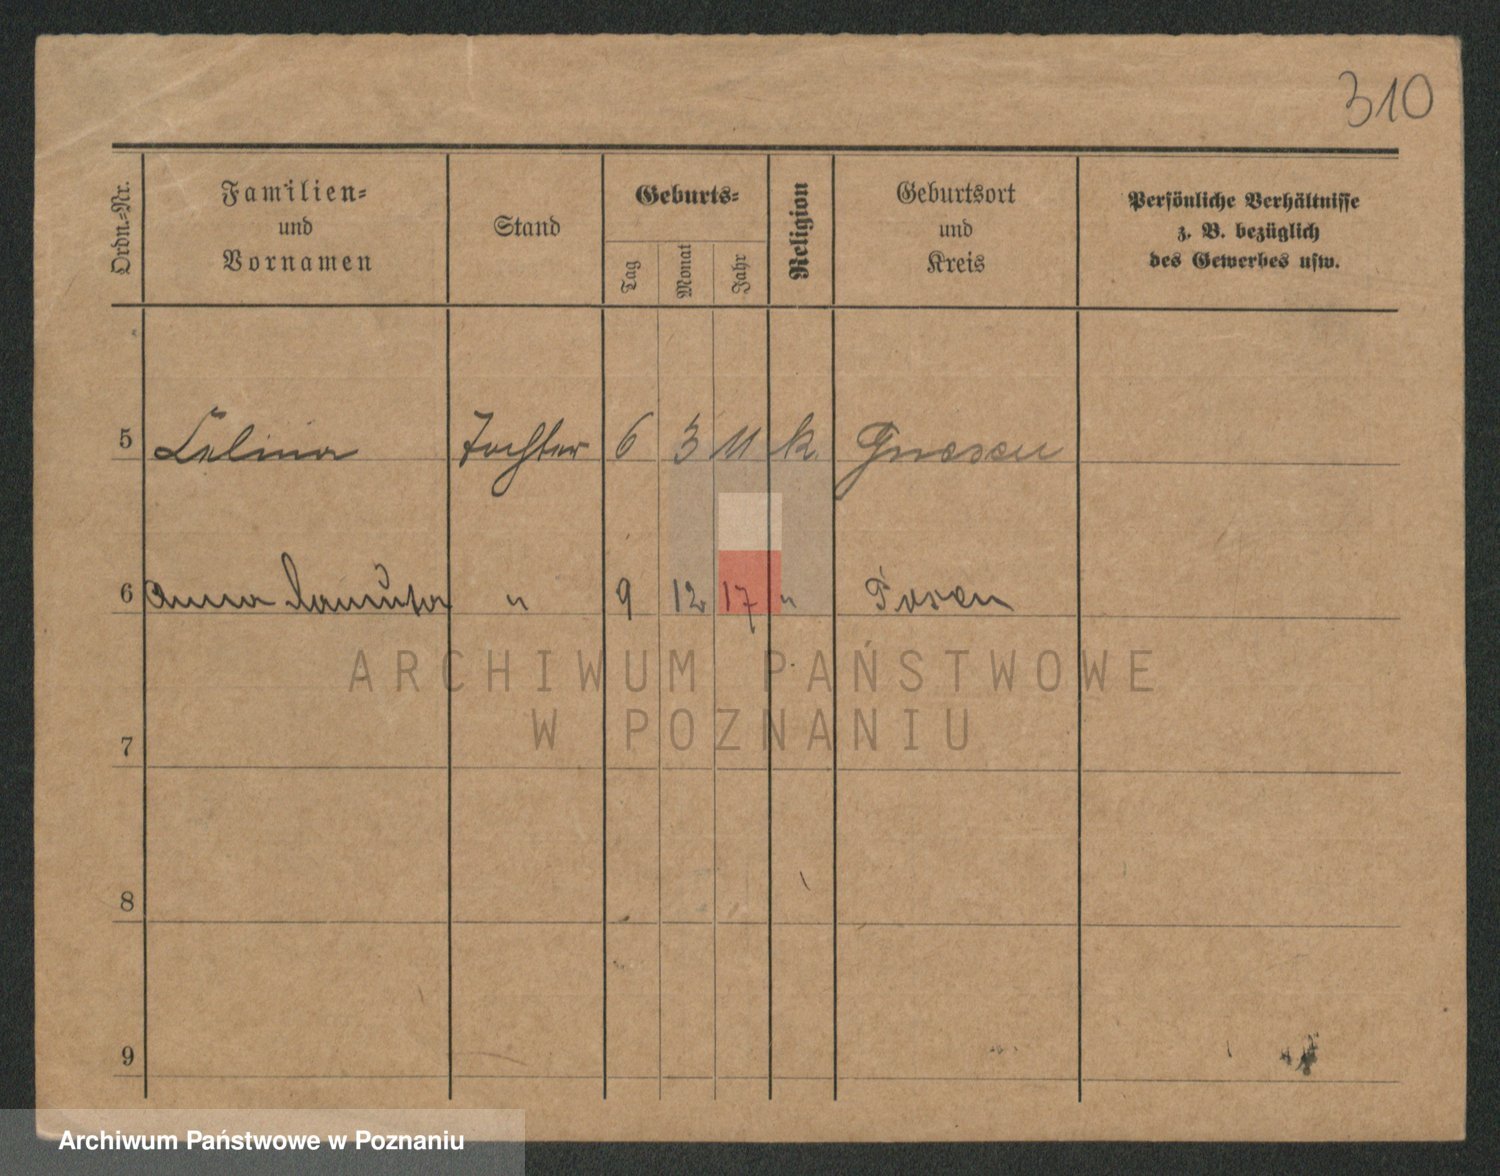 310
Ordn.-Nr.
Familien-
und
Vornamen
Stand
Geburts-
Tag
Monat
Jahr
Religion
Geburtsort
und
Kreis
Persönliche Verhältnisse
z. B. bezüglich
des Gewerbes usw.
5 Celina Tochter 6 3 11 k. Gnesen
6 Anna " 9 12 17 " Posen
ARCHIWUM PAŃSTWOWE
W POZNANIU
7
8
9
Archiwum Państwowe w Poznaniu